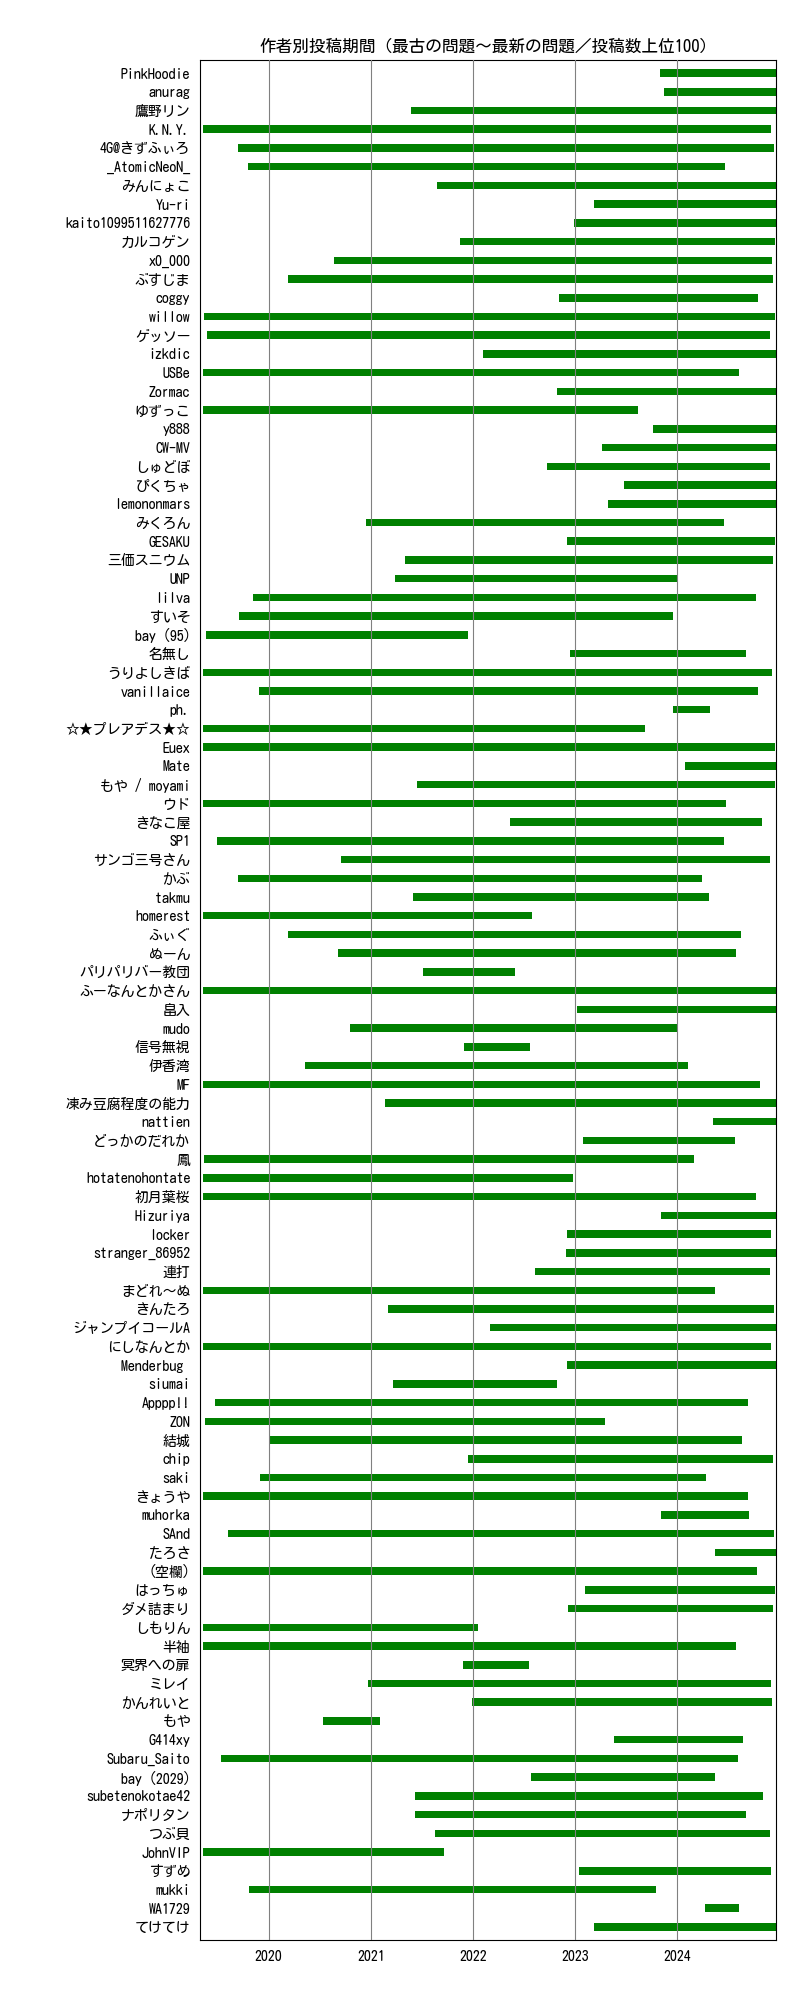 作者別投稿期間（最古の問題～最新の問題／投稿数上位100）
PinkHoodie
anurag
鷹野リン
K.N.Y.
4G@きずふぃろ
_AtomicNeoN_
みんにょこ
Yu-ri
kaito1099511627776
カルコゲン
x0_000
ぶすじま
coggy
willow
ゲッソー
izkdic
USBe
Zormac
ゆずっこ
y888
CW-MV
しゅどぼ
ぴくちゃ
lemononmars
みくろん
GESAKU
三価スニウム
UNP
lilva
すいそ
bay (95)
名無し
うりよしきば
vanillaice
ph.
☆★プレアデス★☆
Euex
Mate
もや / moyami
ウド
きなこ屋
SP1
サンゴ三号さん
かぶ
takmu
homerest
ふぃぐ
ぬーん
パリパリバー教団
ふーなんとかさん
畠入
mudo
信号無視
伊香湾
MF
凍み豆腐程度の能力
nattien
どっかのだれか
鳳
hotatenohontate
初月葉桜
Hizuriya
locker
stranger_86952
連打
まどれ～ぬ
きんたろ
ジャンプイコールA
にしなんとか
Menderbug
siumai
Appppll
ZON
結城
chip
saki
きょうや
muhorka
SAnd
たろさ
(空欄)
はっちゅ
ダメ詰まり
しもりん
半袖
冥界への扉
ミレイ
かんれいと
もや
G414xy
Subaru_Saito
bay (2029)
subetenokotae42
ナポリタン
つぶ貝
JohnVIP
すずめ
mukki
WA1729
てけてけ
2020 2021 2022 2023 2024